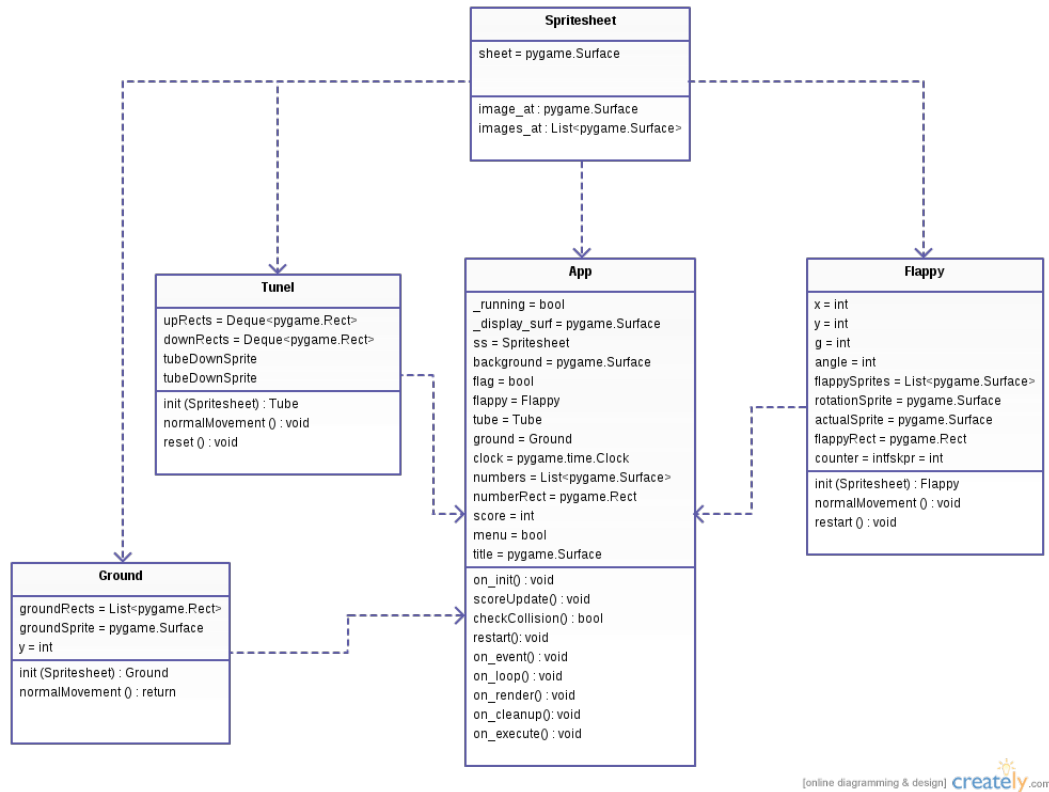 Spritesheet
sheet = pygame.Surface
image_at : pygame.Surface
images_at : List<pygame.Surface>
Tunel
upRects = Deque<pygame.Rect>
downRects = Deque<pygame.Rect>
tubeDownSprite
tubeDownSprite
init (Spritesheet) : Tube
normalMovement () : void
reset () : void
App
_running = bool
_display_surf = pygame.Surface
ss = Spritesheet
background = pygame.Surface
flag = bool
flappy = Flappy
tube = Tube
ground = Ground
clock = pygame.time.Clock
numbers = List<pygame.Surface>
numberRect = pygame.Rect
score = int
menu = bool
title = pygame.Surface
on_init() : void
scoreUpdate() : void
checkCollision() : bool
restart(): void
on_event() : void
on_loop() : void
on_render() : void
on_cleanup(): void
on_execute() : void
Flappy
x = int
y = int
g = int
angle = int
flappySprites = List<pygame.Surface>
rotationSprite = pygame.Surface
actualSprite = pygame.Surface
flappyRect = pygame.Rect
counter = intfskpr = int
init (Spritesheet) : Flappy
normalMovement () : void
restart () : void
Ground
groundRects = List<pygame.Rect>
groundSprite = pygame.Surface
y = int
init (Spritesheet) : Ground
normalMovement () : return
[online diagramming & design] creately.com